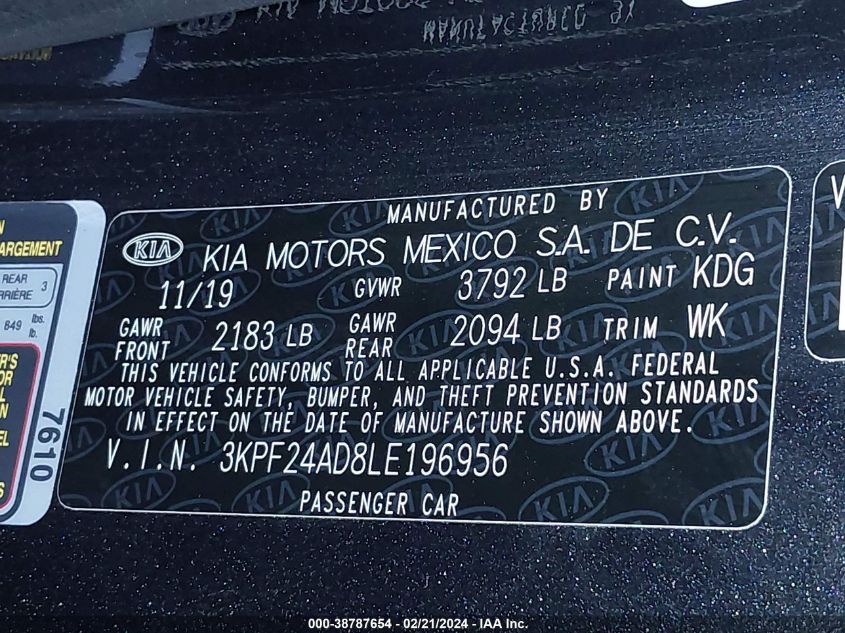 MANUFACTURED BY
KIA KIA MOTORS MEXICO S.A. DE C.V.
11/19 GVWR 3792 LB PAINT KDG
GAWR FRONT 2183 LB GAWR REAR 2094 LB TRIM WK
THIS VEHICLE CONFORMS TO ALL APPLICABLE U.S.A. FEDERAL
MOTOR VEHICLE SAFETY, BUMPER, AND THEFT PREVENTION STANDARDS
IN EFFECT ON THE DATE OF MANUFACTURE SHOWN ABOVE.
V.I.N. 3KPF24AD8LE196956
PASSENGER CAR
REAR
3
849 lbs.
lb.
7610
V
000-38787654 - 02/21/2024 - IAA Inc.